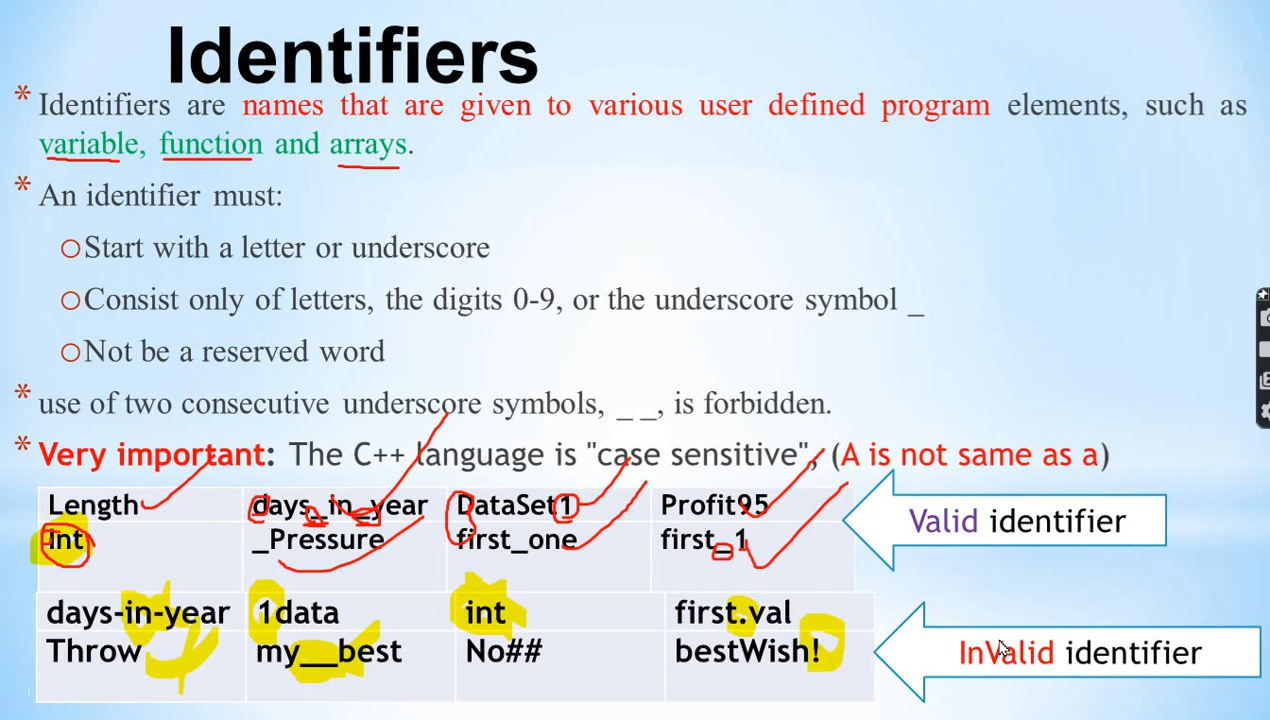 Identifiers
* Identifiers are names that are given to various user defined program elements, such as
variable, function and arrays.
* An identifier must:
Start with a letter or underscore
Consist only of letters, the digits 0-9, or the underscore symbol _
Not be a reserved word
* use of two consecutive underscore symbols, _ _, is forbidden.
* Very important: The C++ language is "case sensitive", (A is not same as a)
Length days_in_year DataSet1 Profit95
Int _Pressure first_one first_1
Valid identifier
days-in-year 1data int first.val
Throw my__best No## bestWish!
InValid identifier